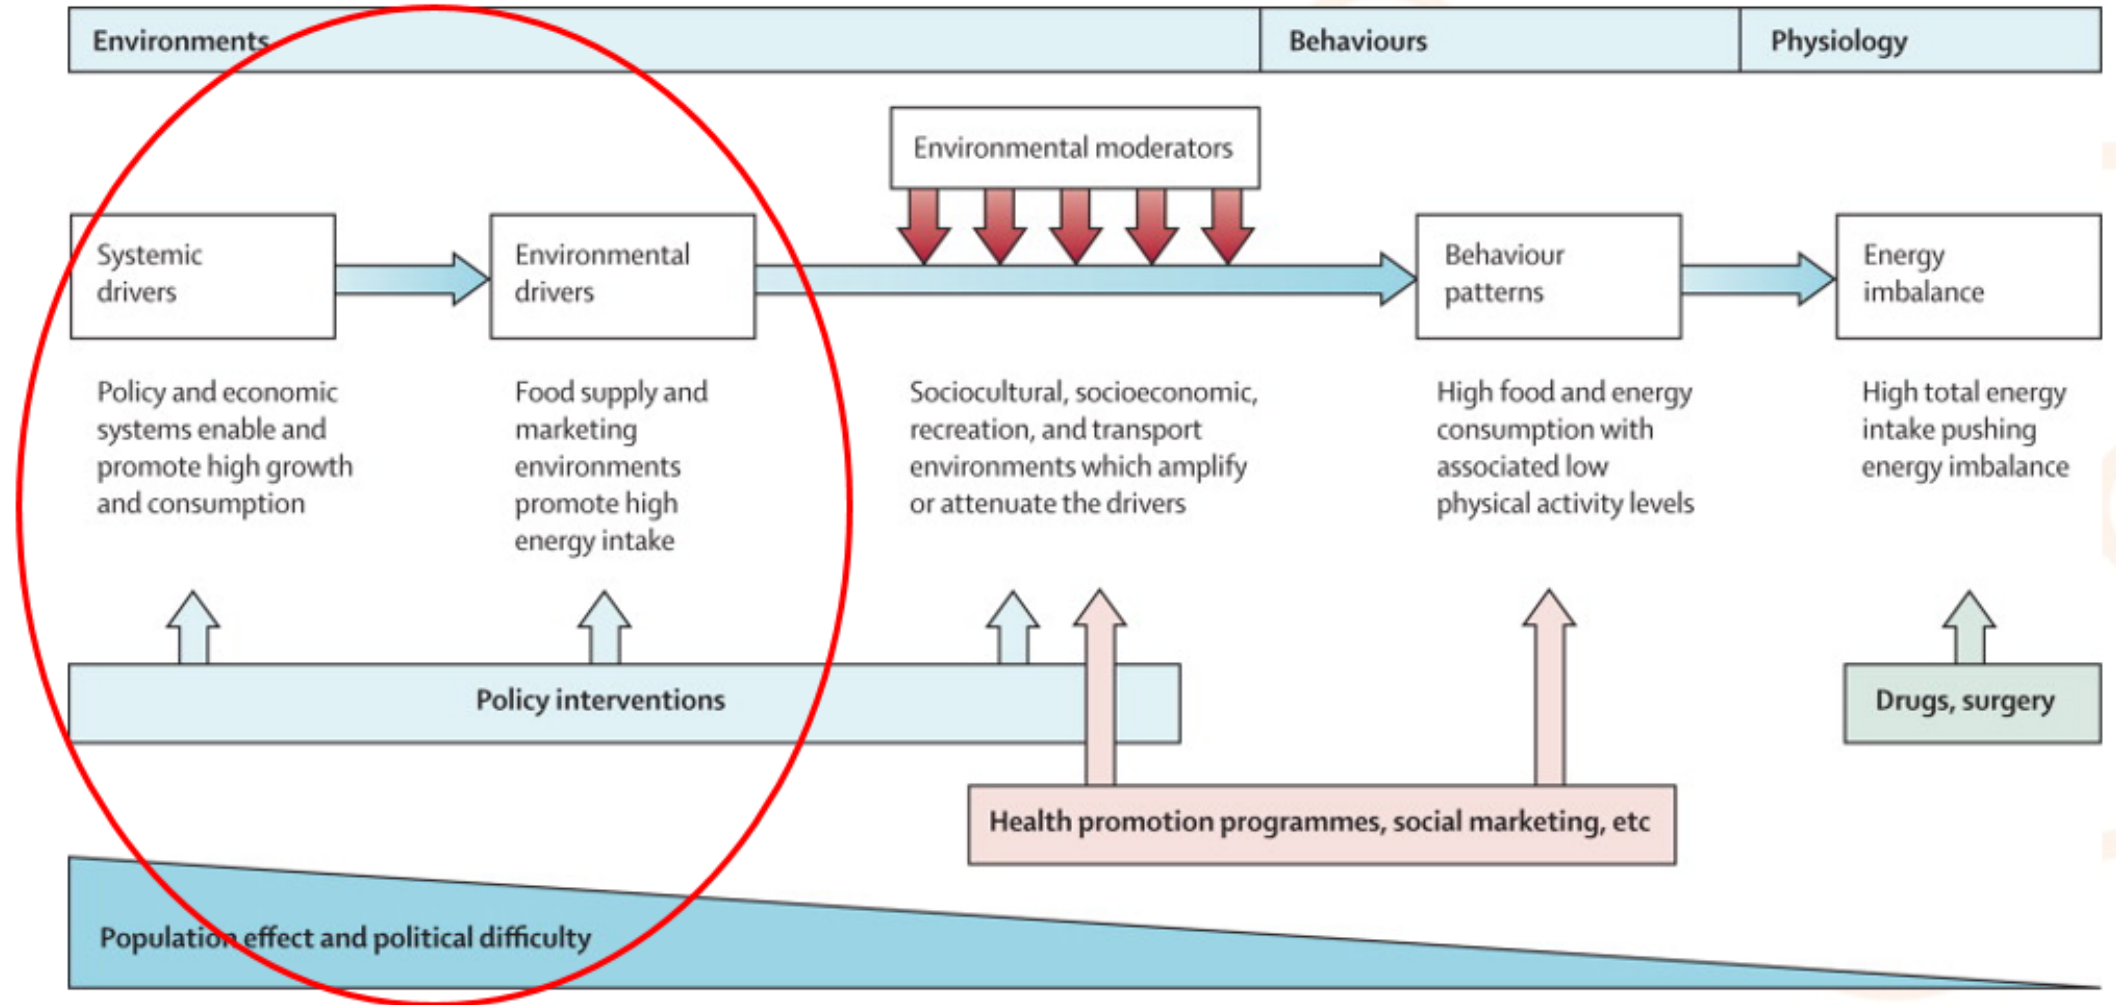 Environments
Behaviours
Physiology
Environmental moderators
Systemic
drivers
Environmental
drivers
Behaviour
patterns
Energy
imbalance
Policy and economic
systems enable and
promote high growth
and consumption
Food supply and
marketing
environments
promote high
energy intake
Sociocultural, socioeconomic,
recreation, and transport
environments which amplify
or attenuate the drivers
High food and energy
consumption with
associated low
physical activity levels
High total energy
intake pushing
energy imbalance
Policy interventions
Drugs, surgery
Health promotion programmes, social marketing, etc
Population effect and political difficulty